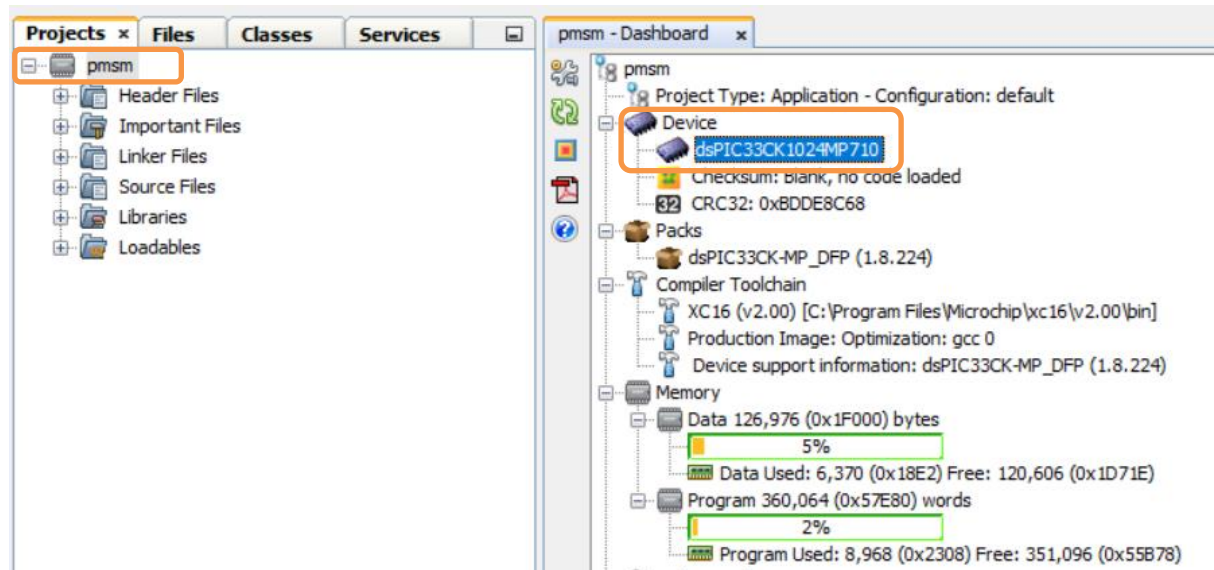 Projects × Files Classes Services
pmsm
Header Files
Important Files
Linker Files
Source Files
Libraries
Loadables
pmsm - Dashboard ×
pmsm
Project Type: Application - Configuration: default
Device
dsPIC33CK1024MP710
Checksum: Blank, no code loaded
CRC32: 0xBDDE8C68
Packs
dsPIC33CK-MP_DFP (1.8.224)
Compiler Toolchain
XC16 (v2.00) [C:\Program Files\Microchip\xc16\v2.00\bin]
Production Image: Optimization: gcc 0
Device support information: dsPIC33CK-MP_DFP (1.8.224)
Memory
Data 126,976 (0x1F000) bytes
5%
Data Used: 6,370 (0x18E2) Free: 120,606 (0x1D71E)
Program 360,064 (0x57E80) words
2%
Program Used: 8,968 (0x2308) Free: 351,096 (0x55B78)